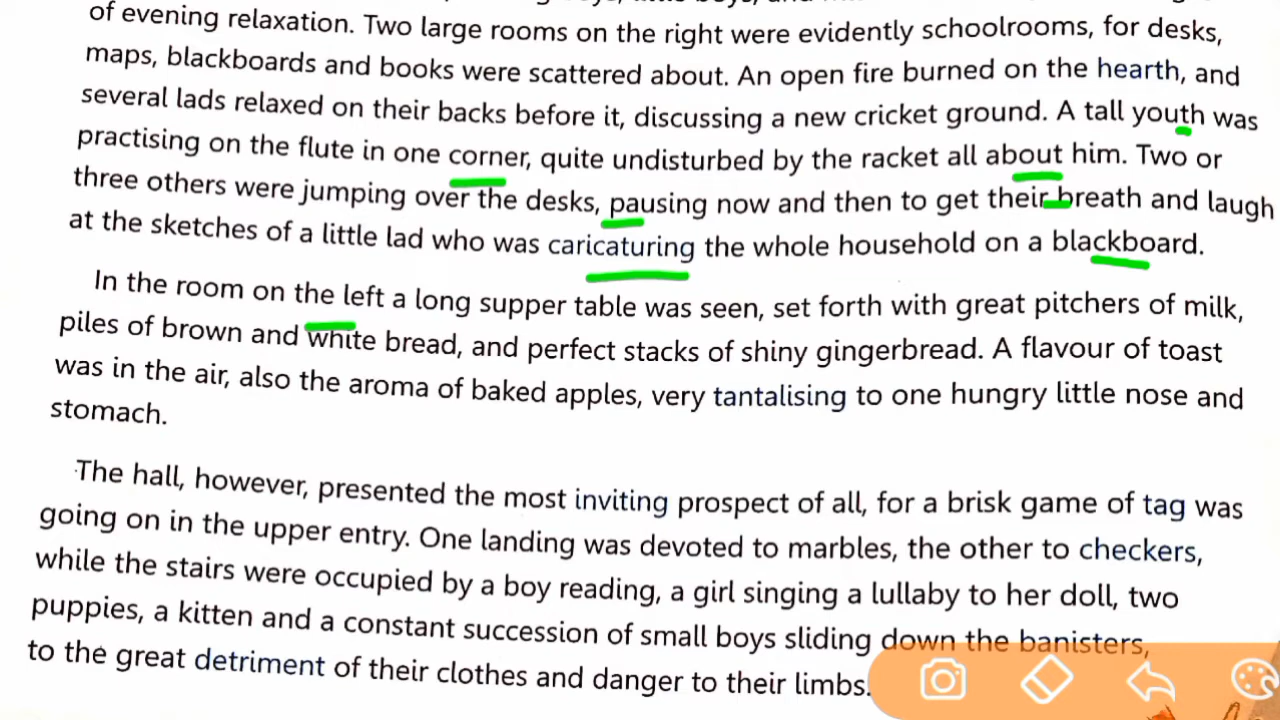 of evening relaxation. Two large rooms on the right were evidently schoolrooms, for desks,
maps, blackboards and books were scattered about. An open fire burned on the hearth, and
several lads relaxed on their backs before it, discussing a new cricket ground. A tall youth was
practising on the flute in one corner, quite undisturbed by the racket all about him. Two or
three others were jumping over the desks, pausing now and then to get their breath and laugh
at the sketches of a little lad who was caricaturing the whole household on a blackboard.
In the room on the left a long supper table was seen, set forth with great pitchers of milk,
piles of brown and white bread, and perfect stacks of shiny gingerbread. A flavour of toast
was in the air, also the aroma of baked apples, very tantalising to one hungry little nose and
stomach.
The hall, however, presented the most inviting prospect of all, for a brisk game of tag was
going on in the upper entry. One landing was devoted to marbles, the other to checkers,
while the stairs were occupied by a boy reading, a girl singing a lullaby to her doll, two
puppies, a kitten and a constant succession of small boys sliding down the banisters,
to the great detriment of their clothes and danger to their limbs.